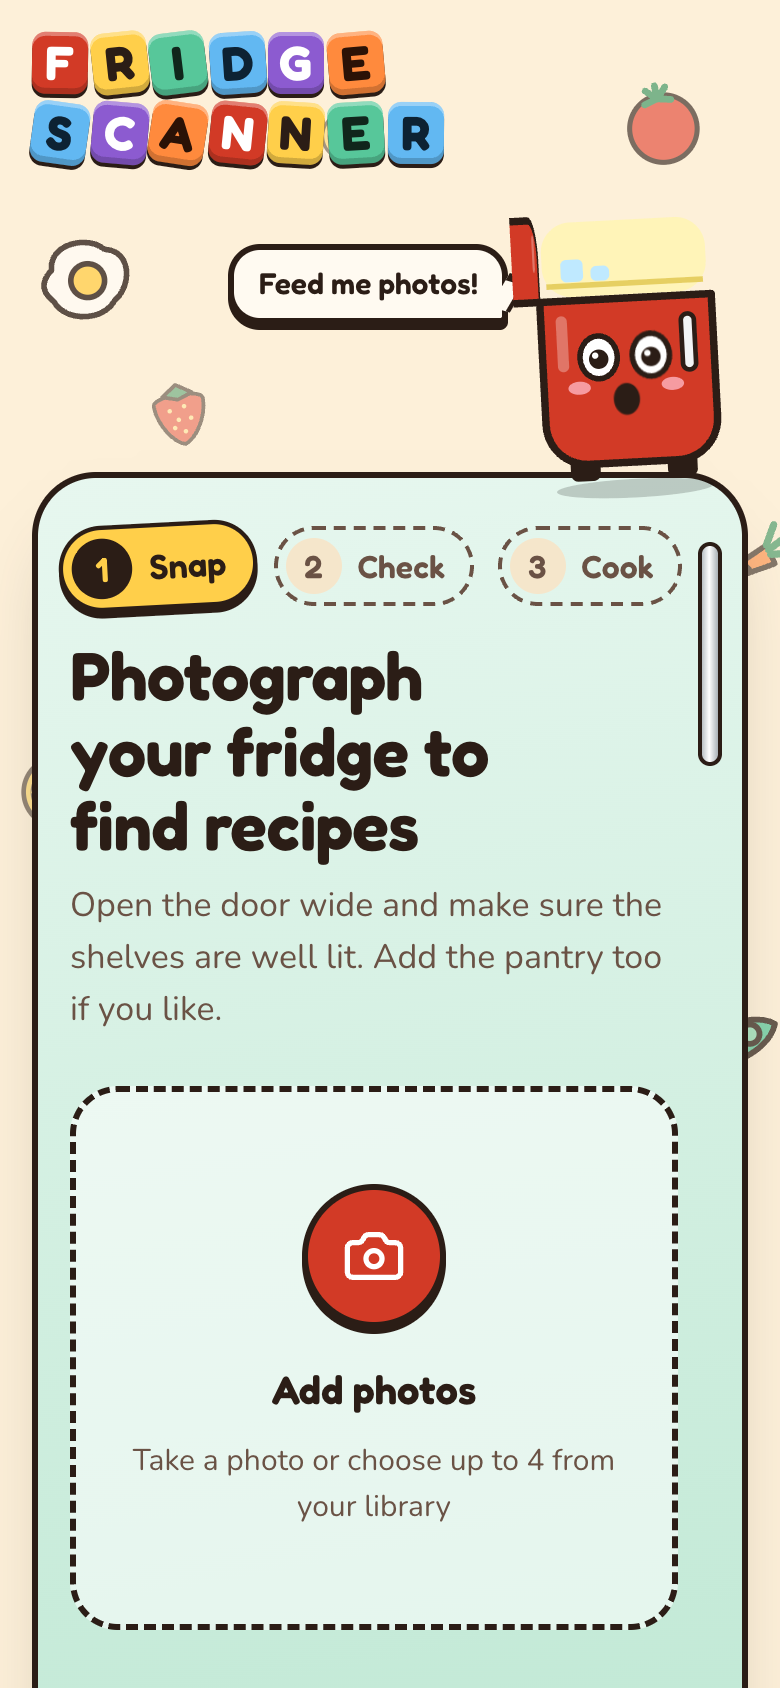 FRIDGE
SCANNER
Feed me photos!
1 Snap
2 Check
3 Cook
Photograph
your fridge to
find recipes
Open the door wide and make sure the
shelves are well lit. Add the pantry too
if you like.
Add photos
Take a photo or choose up to 4 from
your library